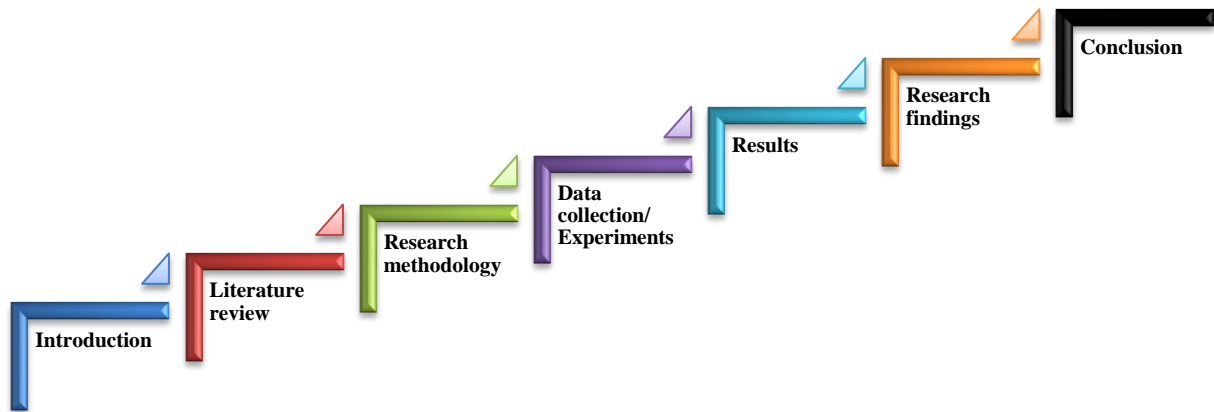 Introduction
Literature
review
Research
methodology
Data
collection/
Experiments
Results
Research
findings
Conclusion